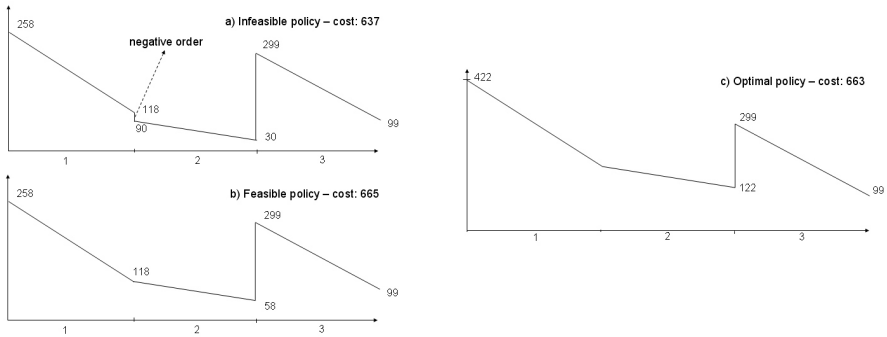 a) Infeasible policy – cost: 637
258
negative order
299
118
90
30
99
1 2 3
b) Feasible policy – cost: 665
258
299
118
58
99
1 2 3
c) Optimal policy – cost: 663
422
299
122
99
1 2 3